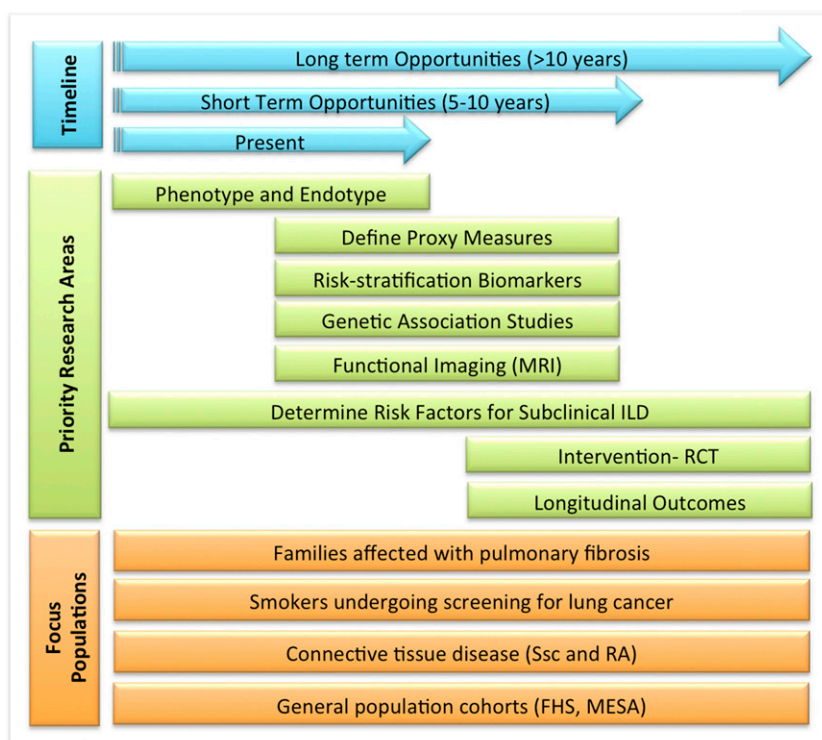 Timeline
Long term Opportunities (>10 years)
Short Term Opportunities (5-10 years)
Present
Priority Research Areas
Phenotype and Endotype
Define Proxy Measures
Risk-stratification Biomarkers
Genetic Association Studies
Functional Imaging (MRI)
Determine Risk Factors for Subclinical ILD
Intervention- RCT
Longitudinal Outcomes
Focus
Populations
Families affected with pulmonary fibrosis
Smokers undergoing screening for lung cancer
Connective tissue disease (Ssc and RA)
General population cohorts (FHS, MESA)